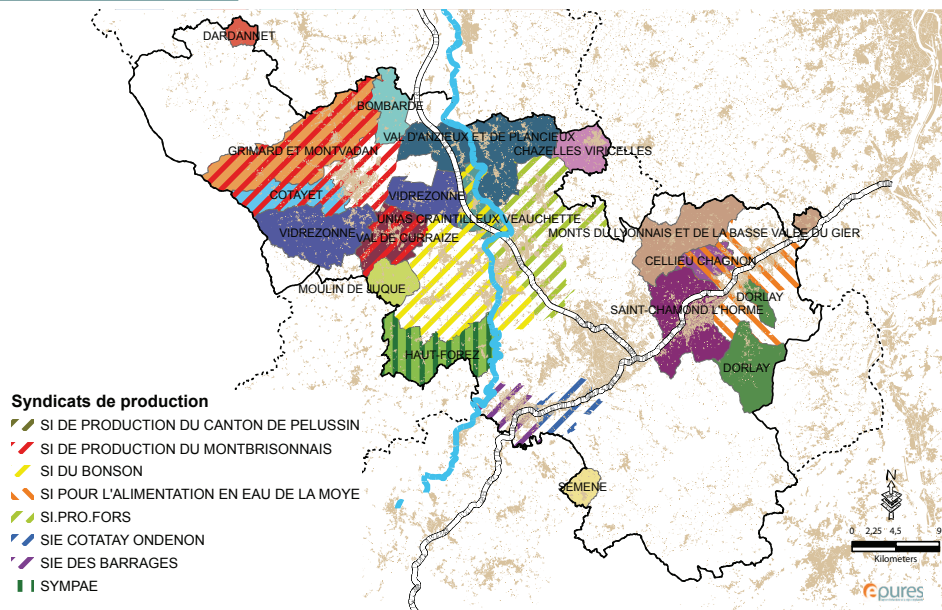 DARDANNET
BOMBARDE
VAL D'ANZIEUX ET DE PLANCIEUX
CHAZELLES VIRICELLES
GRIMARD ET MONTVADAN
COTAYET
VIDREZONNE
UNIAS CRAINTILLEUX VEAUCHETTE
VIDREZONNE
VAL DE CURRAIZE
MONTS DU LYONNAIS ET DE LA BASSE VALEE DU GIER
CELLIEU CHAGNON
MOULIN DE JUQUE
DORLAY
SAINT-CHAMOND L'HORME
HAUT-FOREZ
DORLAY
SEMENE
Syndicats de production
SI DE PRODUCTION DU CANTON DE PELUSSIN
SI DE PRODUCTION DU MONTBRISONNAIS
SI DU BONSON
SI POUR L'ALIMENTATION EN EAU DE LA MOYE
SI.PRO.FORS
SIE COTATAY ONDENON
SIE DES BARRAGES
SYMPAE
N
0 2,25 4,5 9
Kilometers
epures